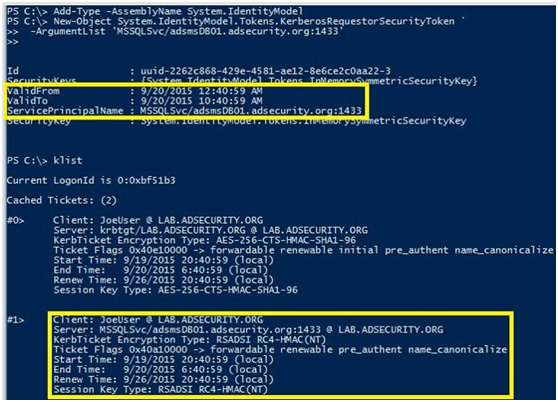 PS C:\> Add-Type -AssemblyName System.IdentityModel
PS C:\> New-Object System.IdentityModel.Tokens.KerberosRequestorSecurityToken `
>> -ArgumentList 'MSSQLSvc/adsmsDB01.adsecurity.org:1433'
>>
Id : uuid-2262c868-429e-4581-ae12-8e6ce2c0aa22-3
SecurityKeys : {System.IdentityModel.Tokens.InMemorySymmetricSecurityKey}
ValidFrom : 9/20/2015 12:40:59 AM
ValidTo : 9/20/2015 10:40:59 AM
ServicePrincipalName : MSSQLSvc/adsmsDB01.adsecurity.org:1433
SecurityKey : System.IdentityModel.Tokens.InMemorySymmetricSecurityKey
PS C:\> klist
Current LogonId is 0:0xbf51b3
Cached Tickets: (2)
#0> Client: JoeUser @ LAB.ADSECURITY.ORG
Server: krbtgt/LAB.ADSECURITY.ORG @ LAB.ADSECURITY.ORG
KerbTicket Encryption Type: AES-256-CTS-HMAC-SHA1-96
Ticket Flags 0x40e10000 -> forwardable renewable initial pre_authent name_canonicalize
Start Time: 9/19/2015 20:40:59 (local)
End Time: 9/20/2015 6:40:59 (local)
Renew Time: 9/26/2015 20:40:59 (local)
Session Key Type: AES-256-CTS-HMAC-SHA1-96
#1> Client: JoeUser @ LAB.ADSECURITY.ORG
Server: MSSQLSvc/adsmsDB01.adsecurity.org:1433 @ LAB.ADSECURITY.ORG
KerbTicket Encryption Type: RSADSI RC4-HMAC(NT)
Ticket Flags 0x40a10000 -> forwardable renewable pre_authent name_canonicalize
Start Time: 9/19/2015 20:40:59 (local)
End Time: 9/20/2015 6:40:59 (local)
Renew Time: 9/26/2015 20:40:59 (local)
Session Key Type: RSADSI RC4-HMAC(NT)